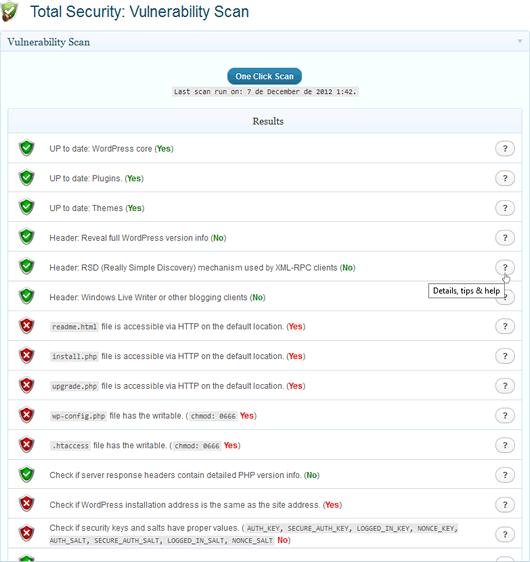 Total Security: Vulnerability Scan
Vulnerability Scan
One Click Scan
Last scan run on: 7 de December de 2012 1:42.
Results
UP to date: WordPress core (Yes) ?
UP to date: Plugins. (Yes) ?
UP to date: Themes (Yes) ?
Header: Reveal full WordPress version info (No) ?
Header: RSD (Really Simple Discovery) mechanism used by XML-RPC clients (No) ?
Details, tips & help
Header: Windows Live Writer or other blogging clients (No) ?
readme.html file is accessible via HTTP on the default location. (Yes) ?
install.php file is accessible via HTTP on the default location. (Yes) ?
upgrade.php file is accessible via HTTP on the default location. (Yes) ?
wp-config.php file has the writable. ( chmod: 0666 Yes) ?
.htaccess file has the writable. ( chmod: 0666 Yes) ?
Check if server response headers contain detailed PHP version info. (No) ?
Check if WordPress installation address is the same as the site address. (Yes) ?
Check if security keys and salts have proper values. ( AUTH_KEY, SECURE_AUTH_KEY, LOGGED_IN_KEY, NONCE_KEY, ?
AUTH_SALT, SECURE_AUTH_SALT, LOGGED_IN_SALT, NONCE_SALT No)